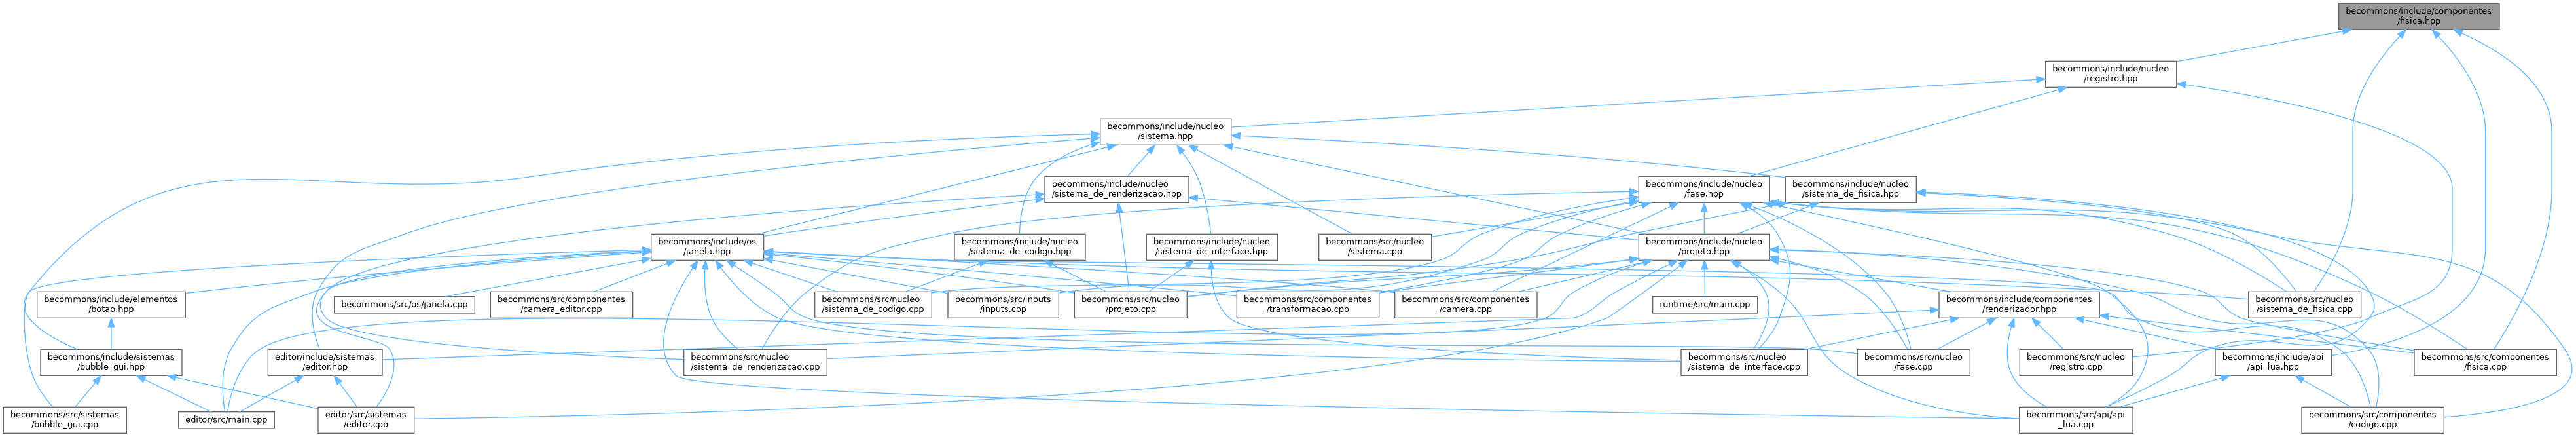 becommons/include/componentes
/fisica.hpp
becommons/include/nucleo
/registro.hpp
becommons/include/nucleo
/sistema.hpp
becommons/include/nucleo
/sistema_de_renderizacao.hpp
becommons/include/nucleo
/fase.hpp
becommons/include/nucleo
/sistema_de_fisica.hpp
becommons/include/os
/janela.hpp
becommons/include/nucleo
/sistema_de_codigo.hpp
becommons/include/nucleo
/sistema_de_interface.hpp
becommons/src/nucleo
/sistema.cpp
becommons/include/nucleo
/projeto.hpp
becommons/include/elementos
/botao.hpp
becommons/src/os/janela.cpp
becommons/src/componentes
/camera_editor.cpp
becommons/src/nucleo
/sistema_de_codigo.cpp
becommons/src/inputs
/inputs.cpp
becommons/src/nucleo
/projeto.cpp
becommons/src/componentes
/transformacao.cpp
becommons/src/componentes
/camera.cpp
runtime/src/main.cpp
becommons/include/componentes
/renderizador.hpp
becommons/src/nucleo
/sistema_de_fisica.cpp
becommons/include/sistemas
/bubble_gui.hpp
editor/include/sistemas
/editor.hpp
becommons/src/nucleo
/sistema_de_renderizacao.cpp
becommons/src/nucleo
/sistema_de_interface.cpp
becommons/src/nucleo
/fase.cpp
becommons/src/nucleo
/registro.cpp
becommons/include/api
/api_lua.hpp
becommons/src/componentes
/fisica.cpp
becommons/src/sistemas
/bubble_gui.cpp
editor/src/main.cpp
editor/src/sistemas
/editor.cpp
becommons/src/api/api
_lua.cpp
becommons/src/componentes
/codigo.cpp